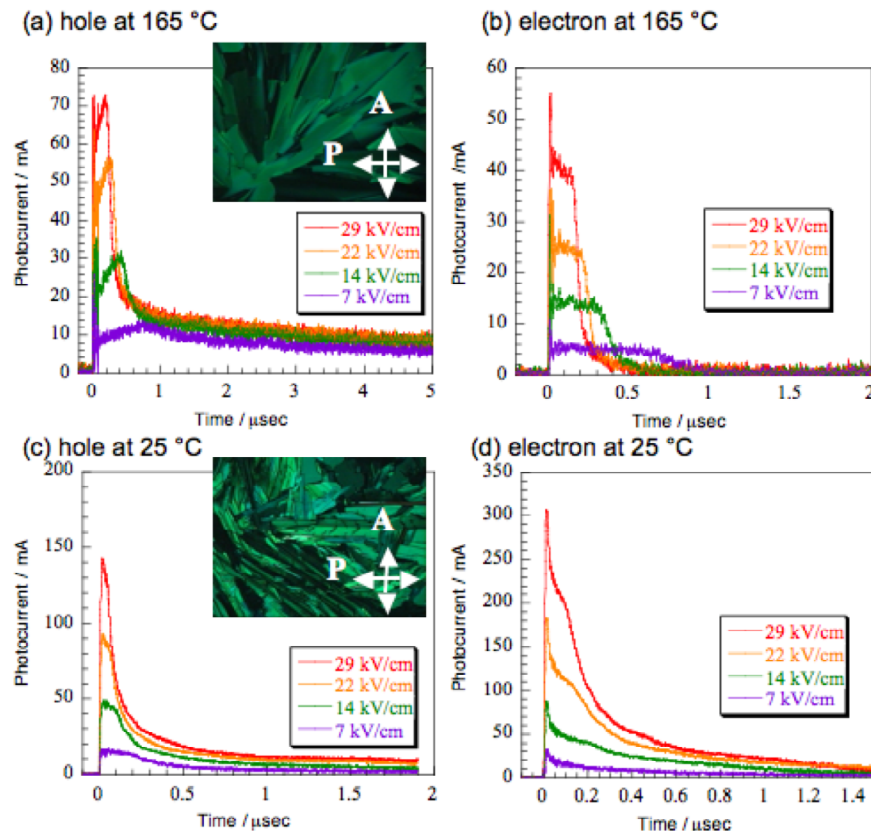 (a) hole at 165 °C
80
70
60
50
40
30
20
10
0
0
1
2
3
4
5
Photocurrent / mA
Time / μsec
A
P
29 kV/cm
22 kV/cm
14 kV/cm
7 kV/cm
(b) electron at 165 °C
60
50
40
30
20
10
0
0
0.5
1
1.5
2
Photocurrent /mA
Time / μsec
29 kV/cm
22 kV/cm
14 kV/cm
7 kV/cm
(c) hole at 25 °C
200
150
100
50
0
0
0.5
1
1.5
2
Photocurrent / mA
Time / μsec
A
P
29 kV/cm
22 kV/cm
14 kV/cm
7 kV/cm
(d) electron at 25 °C
350
300
250
200
150
100
50
0
0
0.2
0.4
0.6
0.8
1
1.2
1.4
Photocurrent / mA
Time / μsec
29 kV/cm
22 kV/cm
14 kV/cm
7 kV/cm